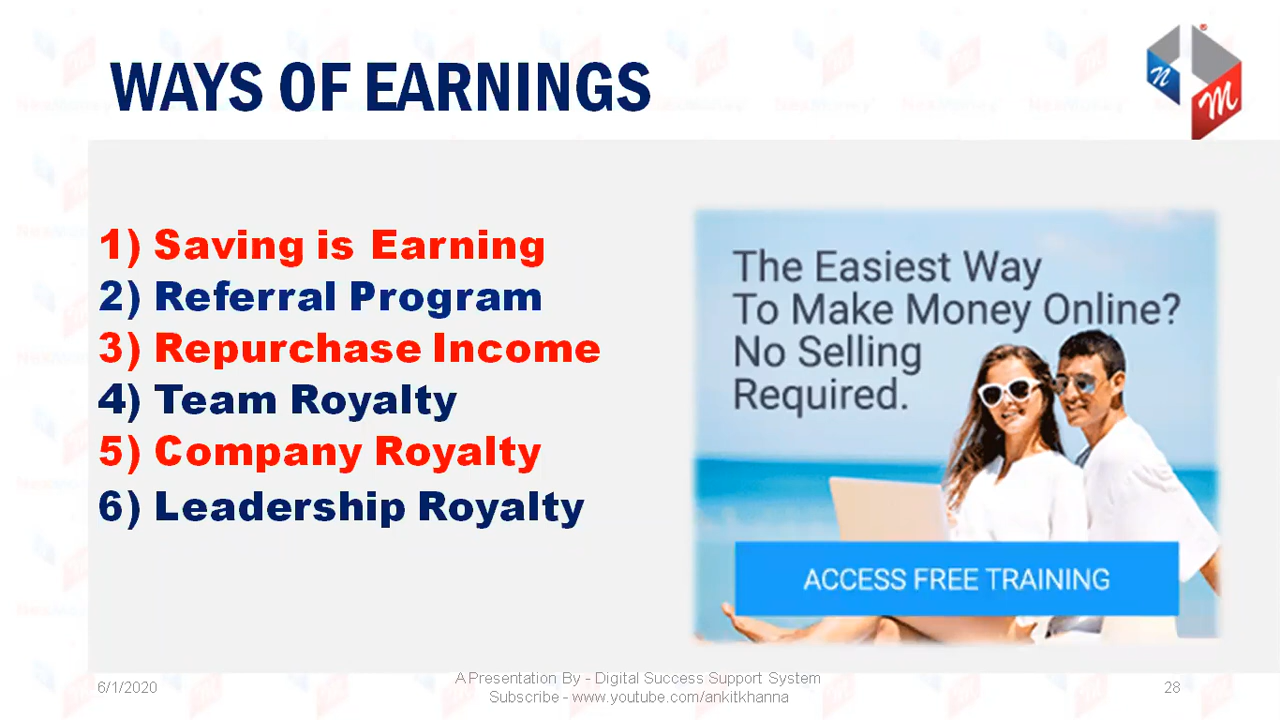 WAYS OF EARNINGS
n
M
1) Saving is Earning
2) Referral Program
3) Repurchase Income
4) Team Royalty
5) Company Royalty
6) Leadership Royalty
The Easiest Way
To Make Money Online?
No Selling
Required.
ACCESS FREE TRAINING
6/1/2020
A Presentation By - Digital Success Support System
Subscribe - www.youtube.com/ankitkhanna
28